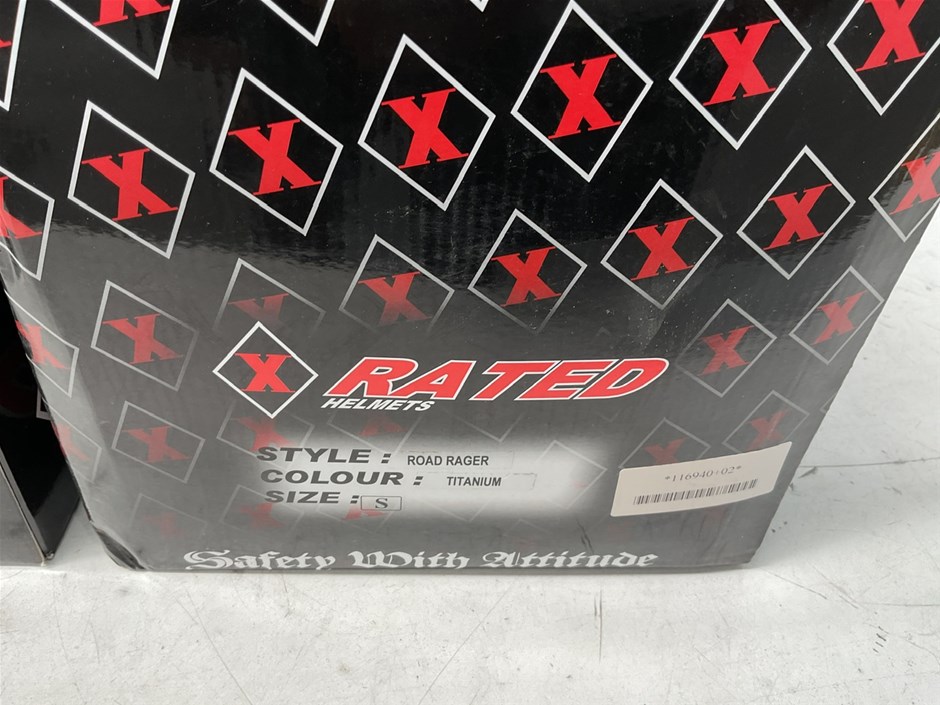 X RATED
HELMETS
STYLE : ROAD RAGER
COLOUR : TITANIUM
SIZE : S
*116940+02*
Safety With Attitude